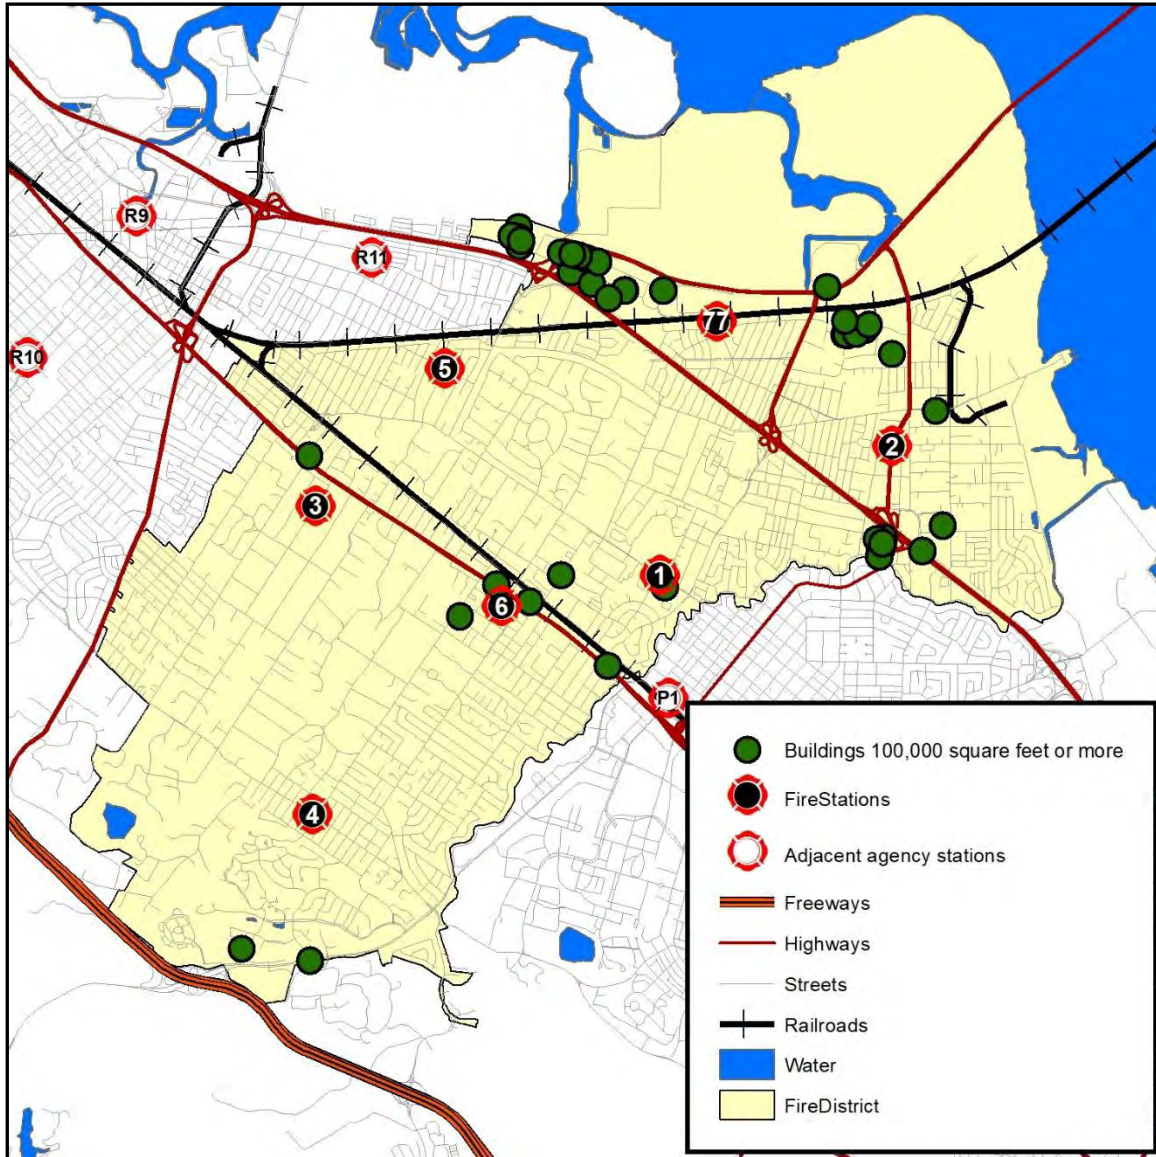 R9
R11
R10
77
5
2
3
1
6
P1
4
Buildings 100,000 square feet or more
FireStations
Adjacent agency stations
Freeways
Highways
Streets
Railroads
Water
FireDistrict